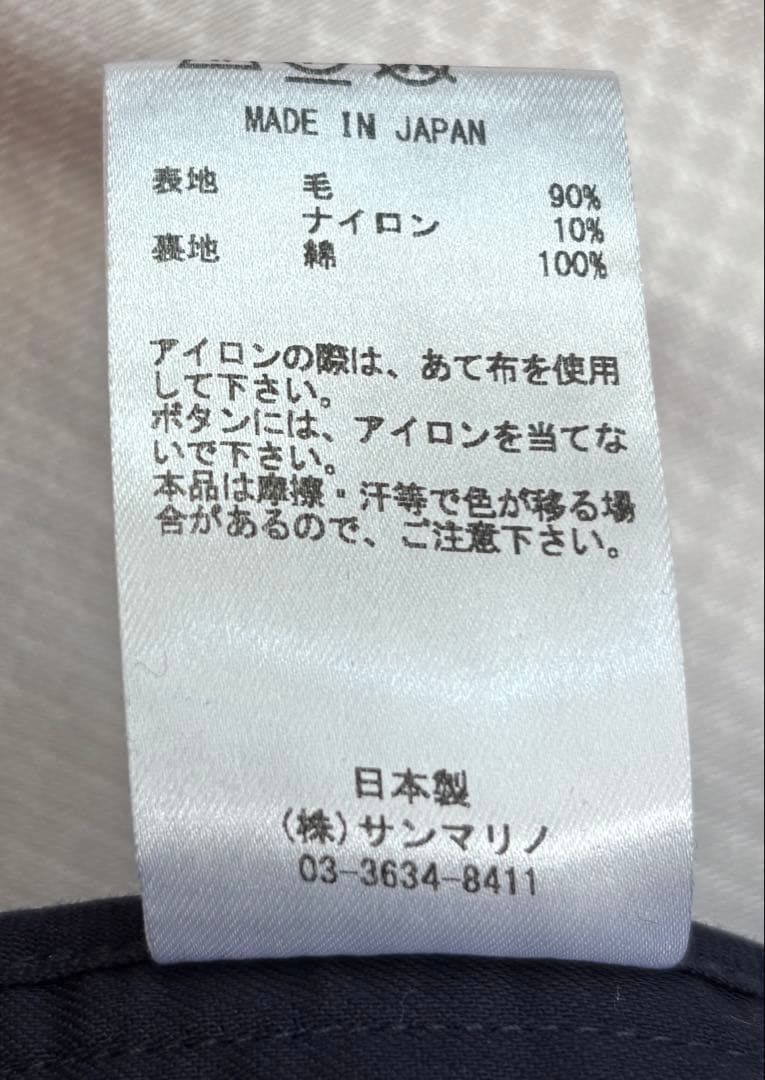 MADE IN JAPAN
表地 毛 90%
ナイロン 10%
裏地 綿 100%
アイロンの際は、あて布を使用
して下さい。
ボタンには、アイロンを当てな
いで下さい。
本品は摩擦・汗等で色が移る場
合があるので、ご注意下さい。
日本製
(株)サンマリノ
03-3634-8411